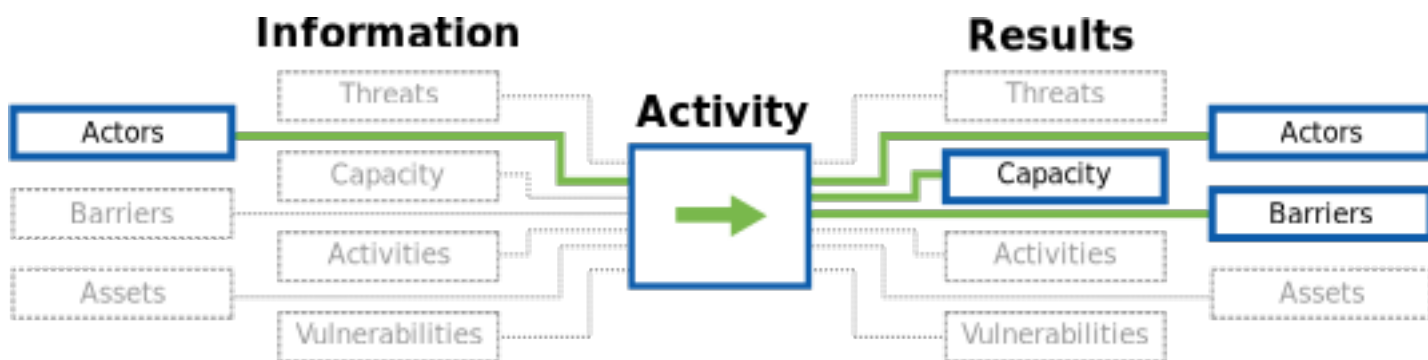 Information
Results
Threats
Activity
Threats
Actors
Actors
Capacity
Capacity
Barriers
Barriers
Activities
Activities
Assets
Assets
Vulnerabilities
Vulnerabilities